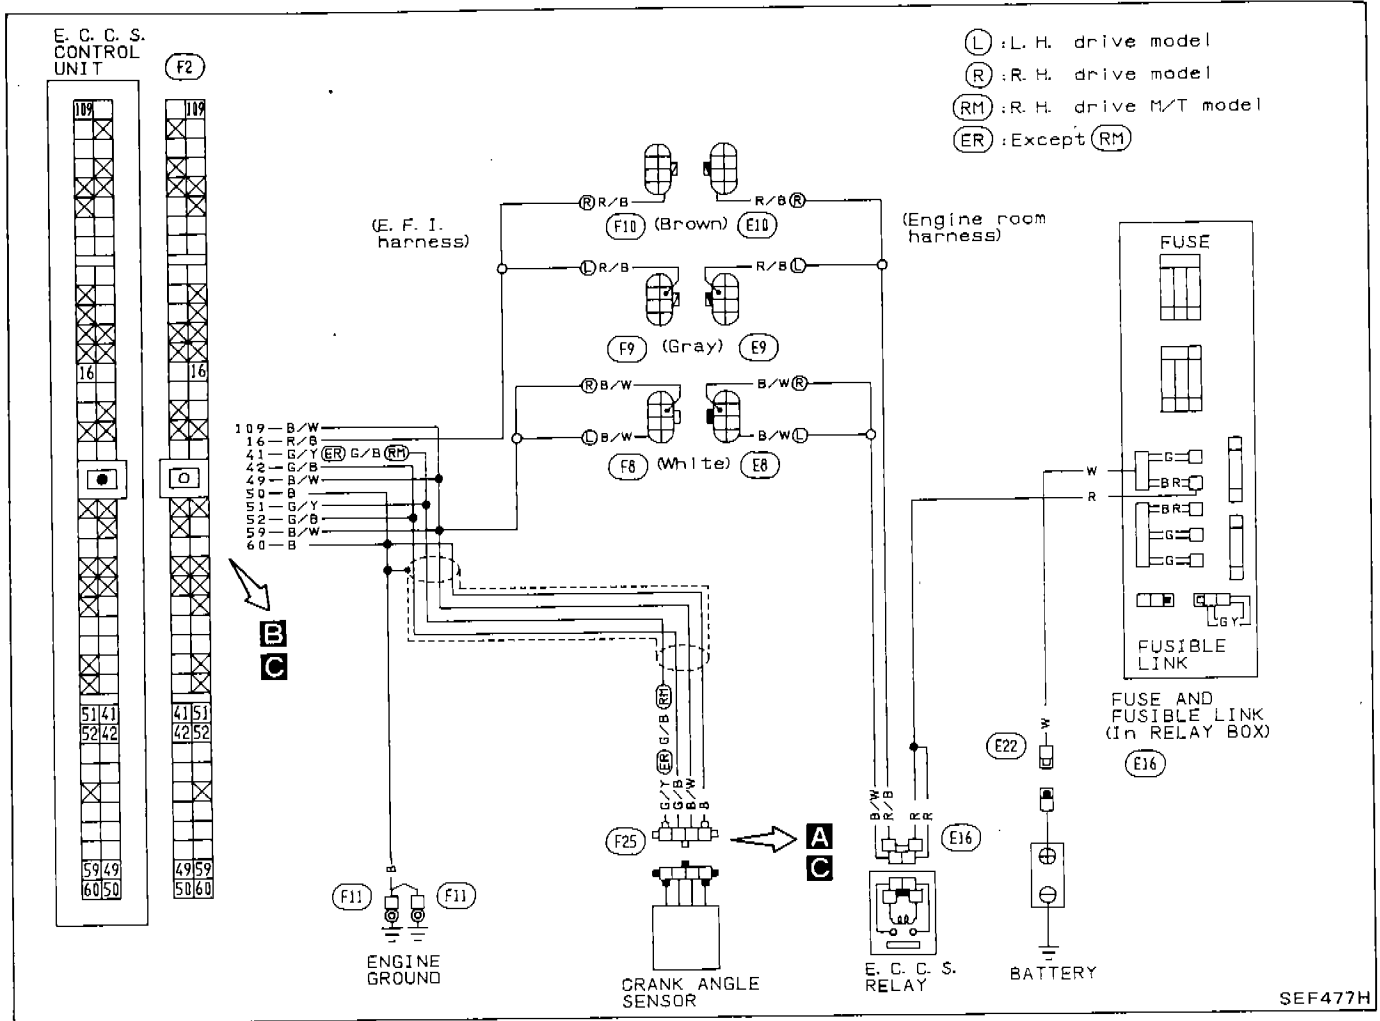 E. C. C. S.
CONTROL
UNIT
F2
L :L. H. drive model
R :R. H. drive model
RM :R. H. drive M/T model
ER :Except RM
109
109
16
16
51 41
52 42
41 51
42 52
59 49
60 50
49 59
50 60
(E. F. I.
harness)
R R/B
R/B R
F10 (Brown) E10
(Engine room
harness)
L R/B
R/B L
F9 (Gray) E9
R B/W
B/W R
L B/W
B/W L
F8 (White) E8
109 B/W
16 R/B
41 G/Y ER G/B RM
42 G/B
49 B/W
50 B
51 G/Y
52 G/B
59 B/W
60 B
B
C
FUSE
W
R
G
BR
BR
G
G
GY
FUSIBLE
LINK
FUSE AND
FUSIBLE LINK
(In RELAY BOX)
E16
W
E22
G/Y ER G/B RM
G/B
B/W
B
F25
A
C
B/W
R/B
R
R
E16
B
F11
F11
ENGINE
GROUND
CRANK ANGLE
SENSOR
E. C. C. S.
RELAY
BATTERY
SEF477H